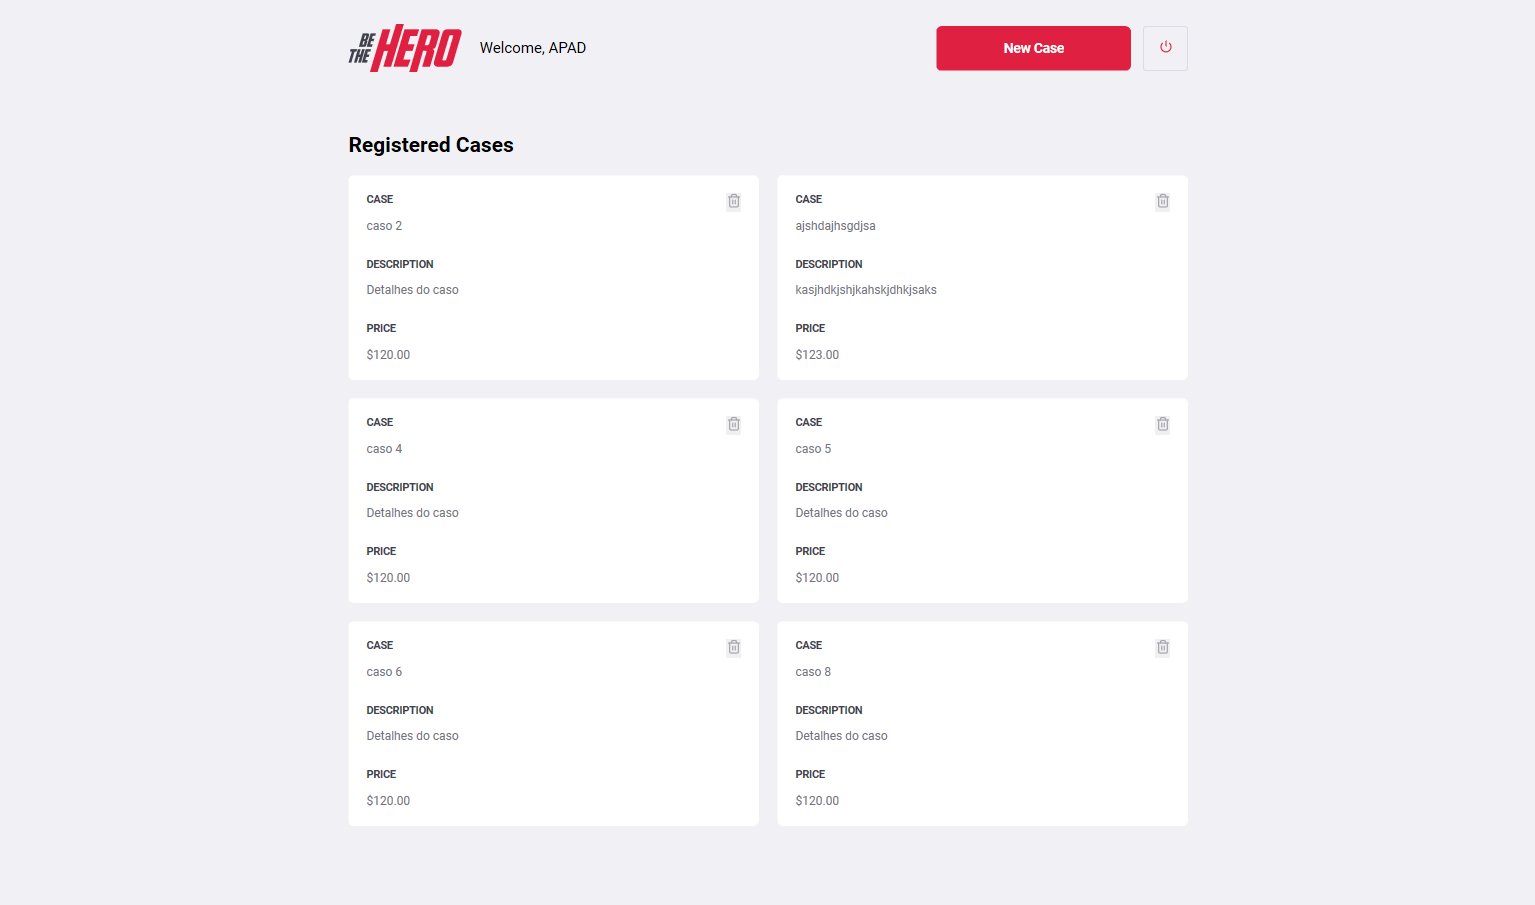 BE THE HERO
Welcome, APAD
New Case
Registered Cases
CASE
caso 2
DESCRIPTION
Detalhes do caso
PRICE
$120.00
CASE
ajshdajhsgdjsa
DESCRIPTION
kasjhdkjshjkahskjdhkjsaks
PRICE
$123.00
CASE
caso 4
DESCRIPTION
Detalhes do caso
PRICE
$120.00
CASE
caso 5
DESCRIPTION
Detalhes do caso
PRICE
$120.00
CASE
caso 6
DESCRIPTION
Detalhes do caso
PRICE
$120.00
CASE
caso 8
DESCRIPTION
Detalhes do caso
PRICE
$120.00